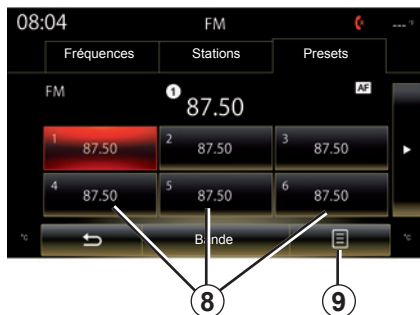 08:04 FM ---°F
Fréquences Stations Presets
FM 1 87.50 AF
1 87.50 2 87.50 3 87.50
4 87.50 5 87.50 6 87.50
°C Bande °C
8 9